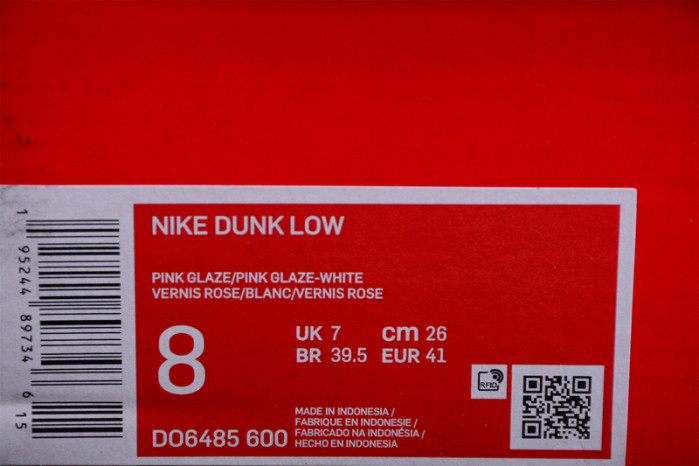 NIKE DUNK LOW
PINK GLAZE/PINK GLAZE-WHITE
VERNIS ROSE/BLANC/VERNIS ROSE
8
UK 7 cm 26
BR 39.5 EUR 41
RFID
DO6485 600
MADE IN INDONESIA /
FABRIQUE EN INDONESIE /
FABRICADO NA INDONÉSIA /
HECHO EN INDONESIA
1 95244 89734 6 15